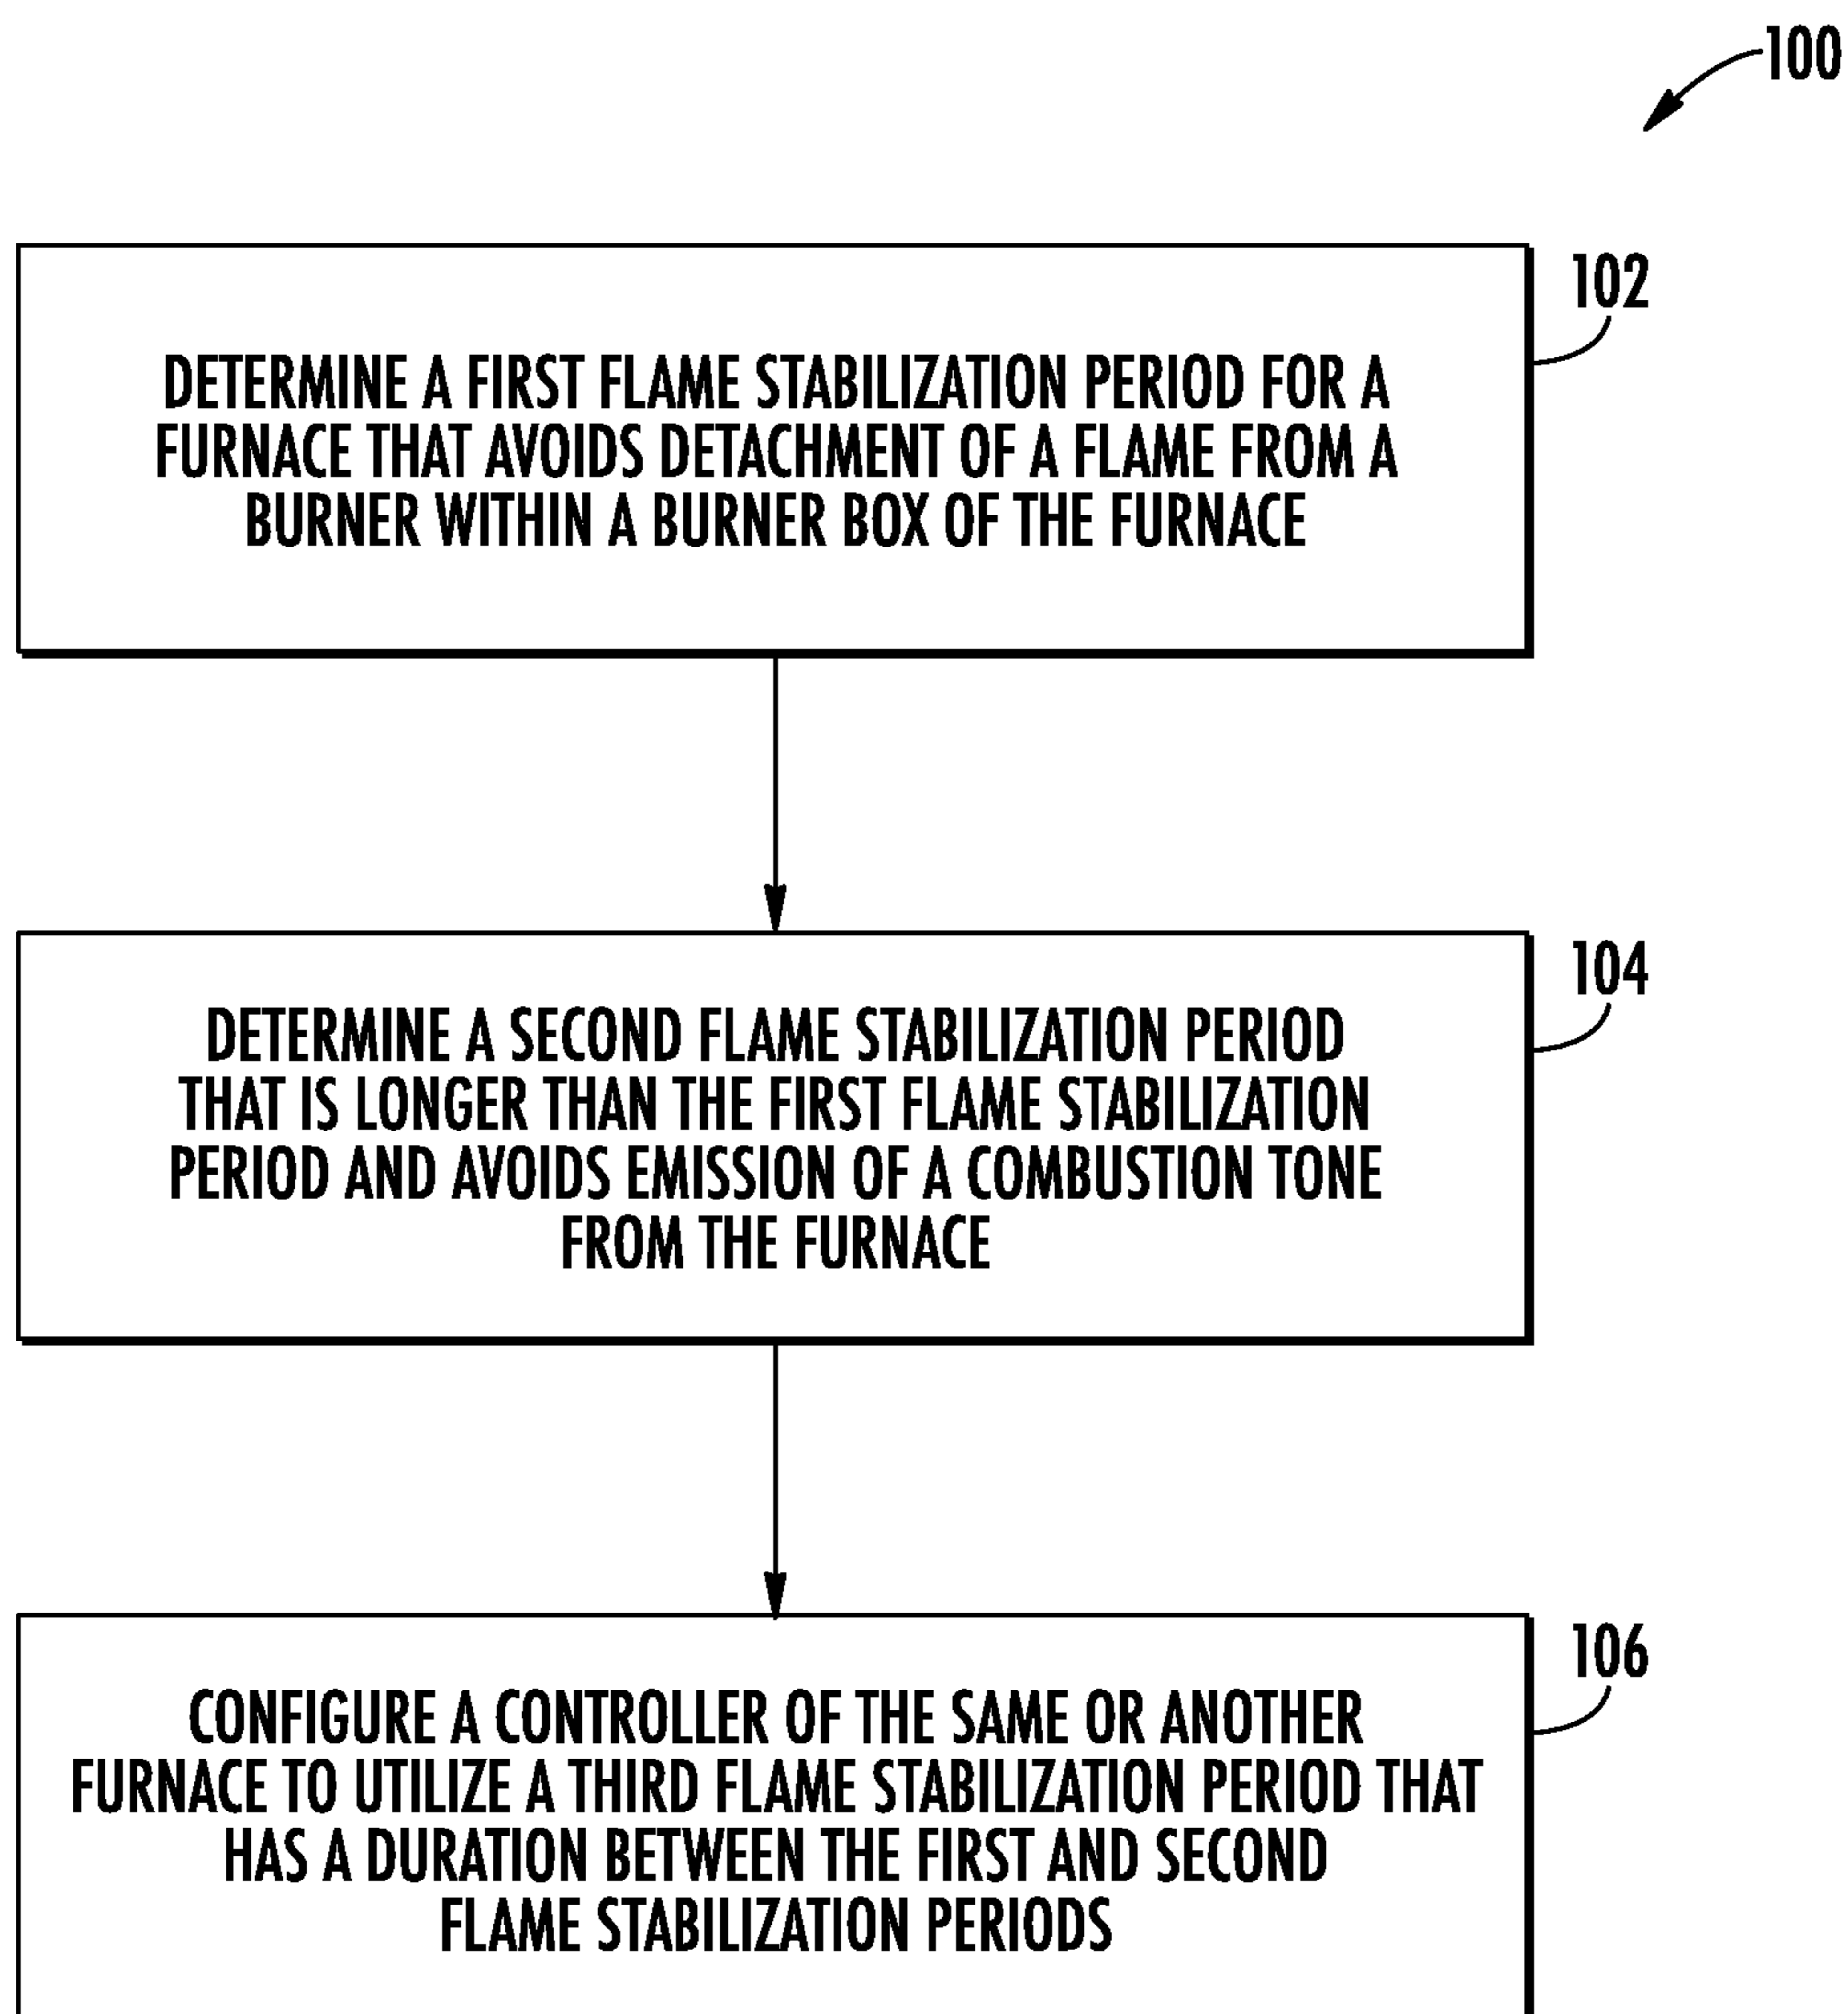 100
102
DETERMINE A FIRST FLAME STABILIZATION PERIOD FOR A
FURNACE THAT AVOIDS DETACHMENT OF A FLAME FROM A
BURNER WITHIN A BURNER BOX OF THE FURNACE
104
DETERMINE A SECOND FLAME STABILIZATION PERIOD
THAT IS LONGER THAN THE FIRST FLAME STABILIZATION
PERIOD AND AVOIDS EMISSION OF A COMBUSTION TONE
FROM THE FURNACE
106
CONFIGURE A CONTROLLER OF THE SAME OR ANOTHER
FURNACE TO UTILIZE A THIRD FLAME STABILIZATION PERIOD THAT
HAS A DURATION BETWEEN THE FIRST AND SECOND
FLAME STABILIZATION PERIODS